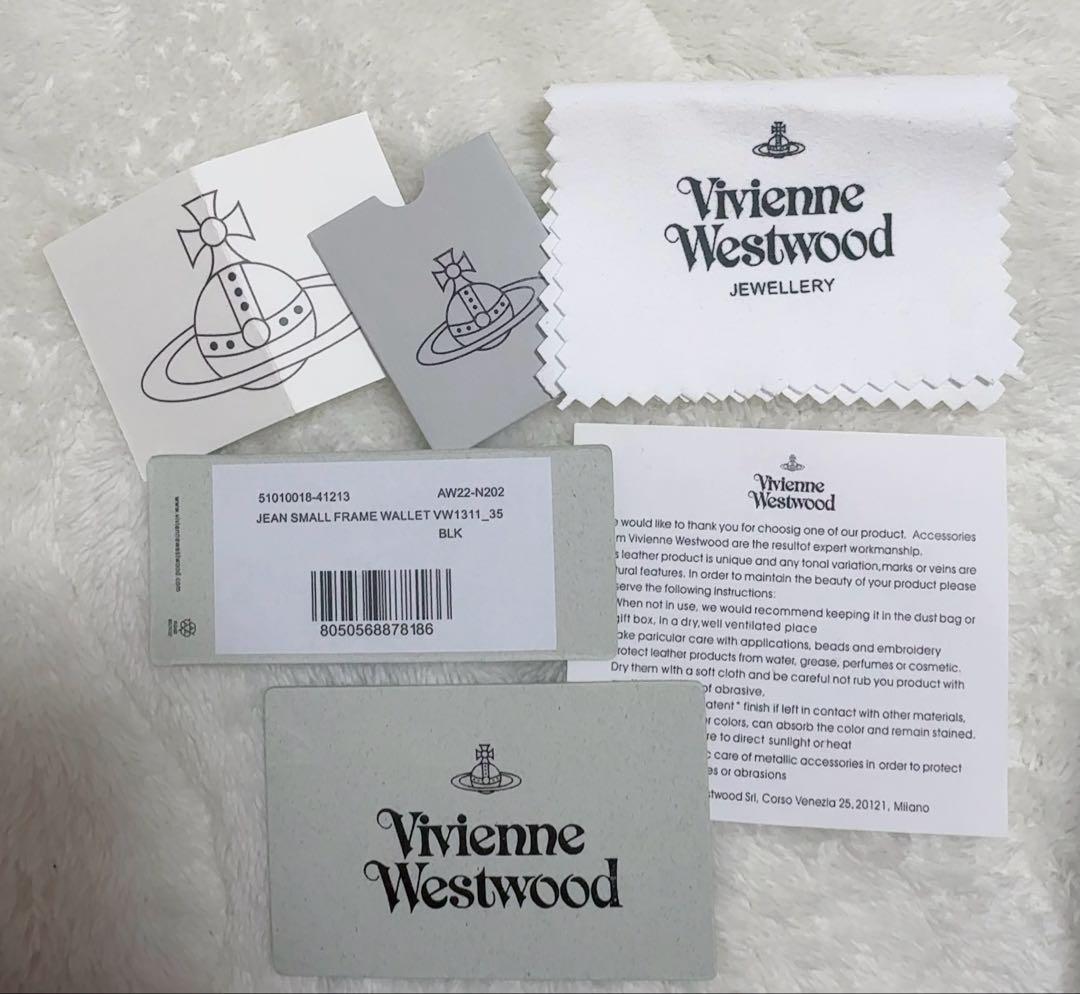 Vivienne
Westwood
JEWELLERY
51010018-41213 AW22-N202
JEAN SMALL FRAME WALLET VW1311_35
BLK
8050568878186
www.viviennewestwood.com
Vivienne
Westwood
would like to thank you for choosig one of our product. Accessories
m Vivienne Westwood are the resultof expert workmanship.
s leather product is unique and any tonal variation,marks or veins are
tural features. In order to maintain the beauty of your product please
serve the following instructions:
When not in use, we would recommend keeping it in the dust bag or
gift box, in a dry,well ventilated place
ake paricular care with applications, beads and embroidery
rotect leather products from water, grease, perfumes or cosmetic.
Dry them with a soft cloth and be careful not rub you product with
of abrasive,
atent" finish if left in contact with other materials,
r colors, can absorb the color and remain stained.
re to direct sunlight or heat
c care of metallic accessories in order to protect
es or abrasions
stwood Srl, Corso Venezia 25,20121, Milano
Vivienne
Westwood